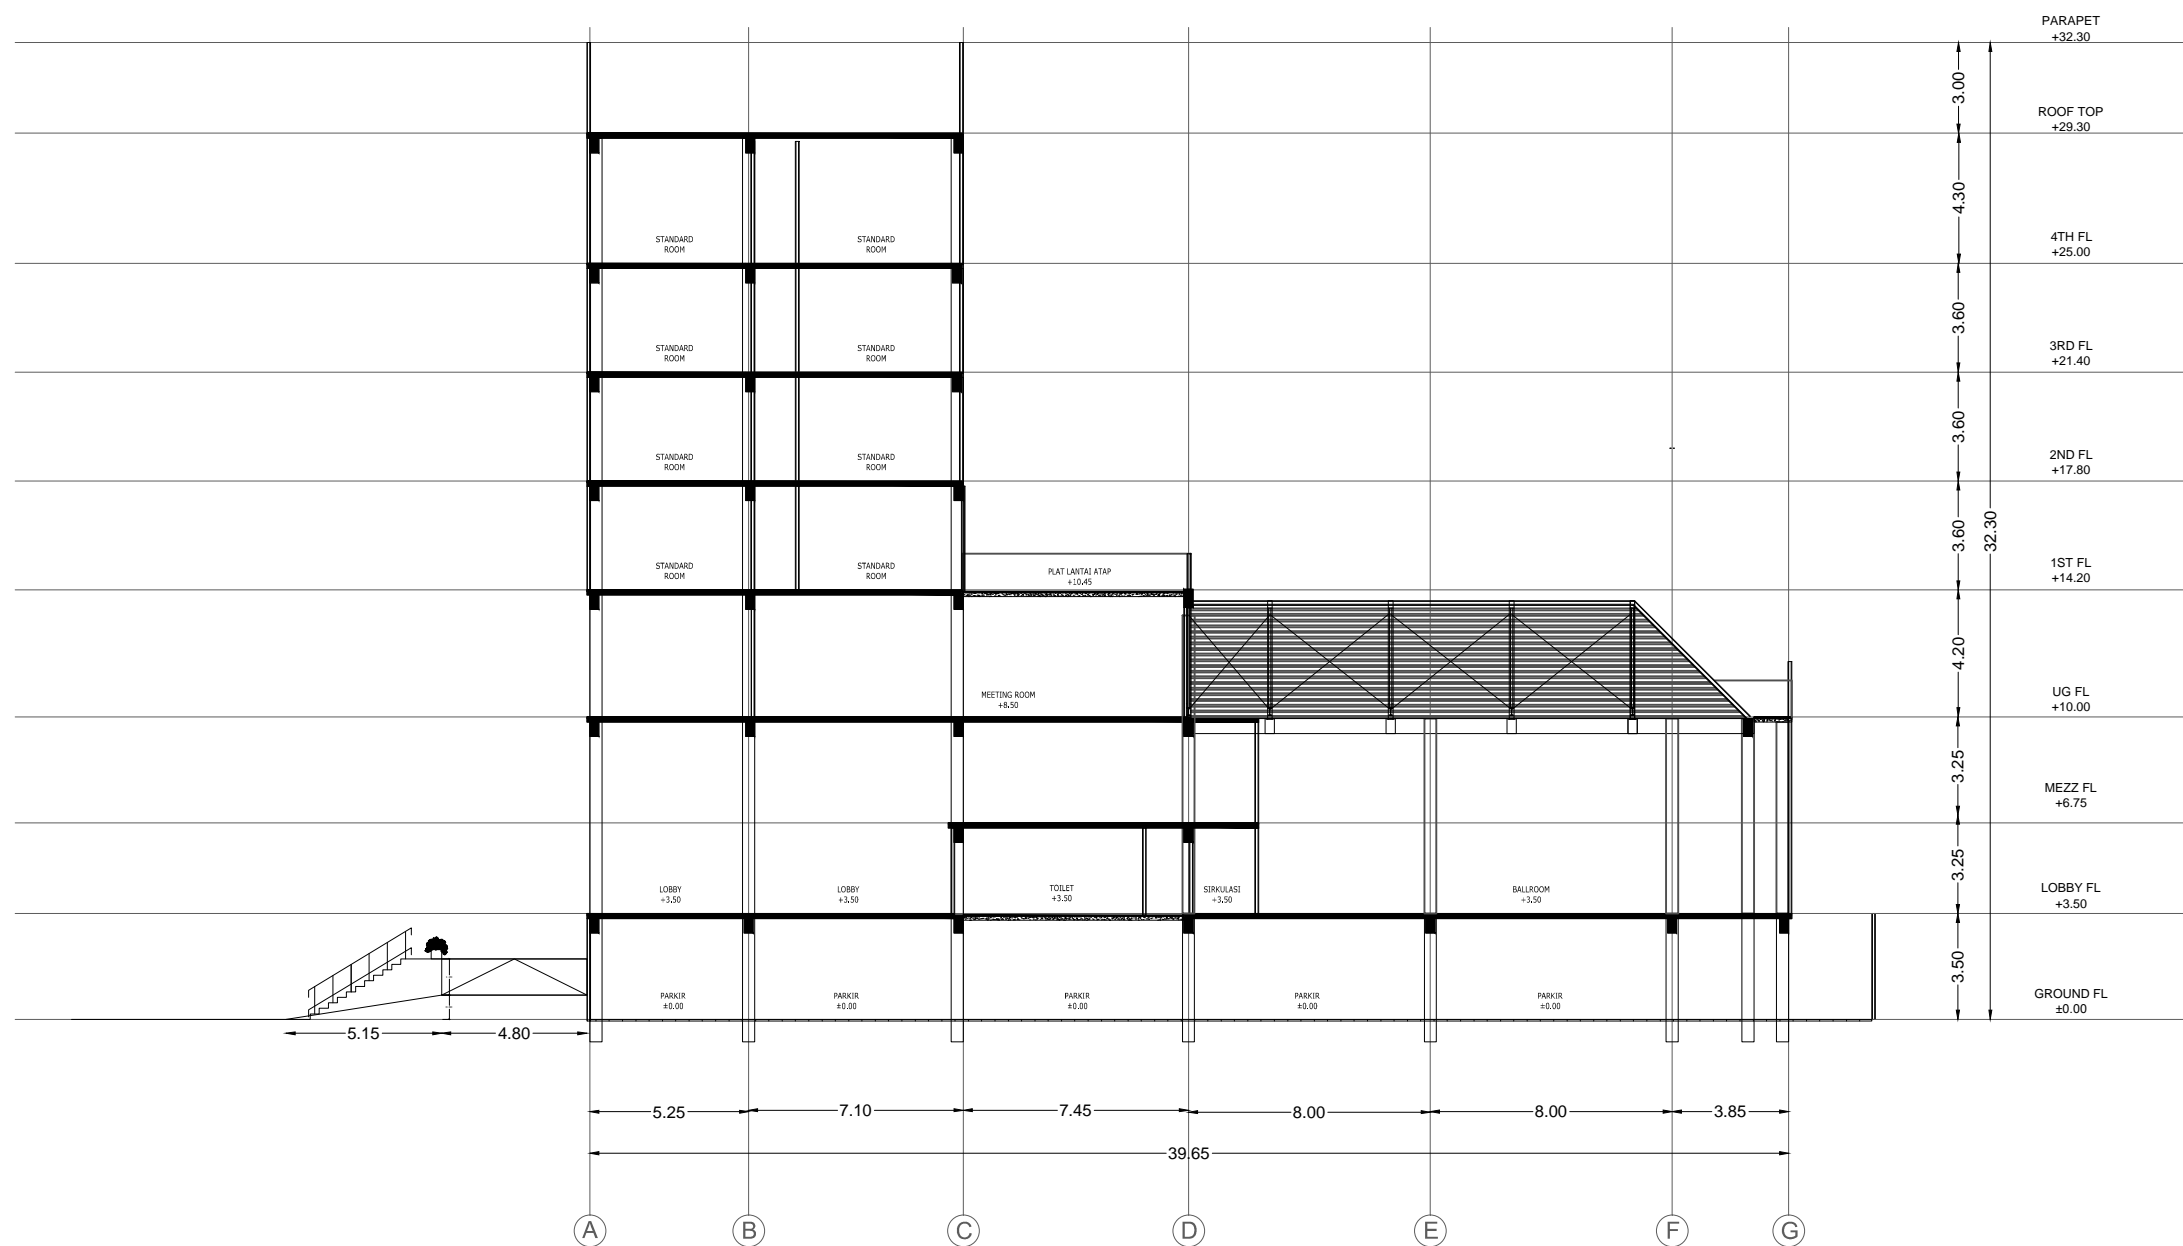 PARAPET
+32.30
3.00
ROOF TOP
+29.30
4.30
STANDARD
ROOM
STANDARD
ROOM
4TH FL
+25.00
3.60
STANDARD
ROOM
STANDARD
ROOM
3RD FL
+21.40
3.60
STANDARD
ROOM
STANDARD
ROOM
2ND FL
+17.80
3.60
32.30
STANDARD
ROOM
STANDARD
ROOM
PLAT LANTAI ATAP
+10.45
1ST FL
+14.20
4.20
MEETING ROOM
+8.50
UG FL
+10.00
3.25
MEZZ FL
+6.75
3.25
LOBBY
+3.50
LOBBY
+3.50
TOILET
+3.50
SIRKULASI
+3.50
BALLROOM
+3.50
LOBBY FL
+3.50
3.50
PARKIR
±0.00
PARKIR
±0.00
PARKIR
±0.00
PARKIR
±0.00
PARKIR
±0.00
GROUND FL
±0.00
5.15
4.80
5.25
7.10
7.45
8.00
8.00
3.85
39.65
A
B
C
D
E
F
G